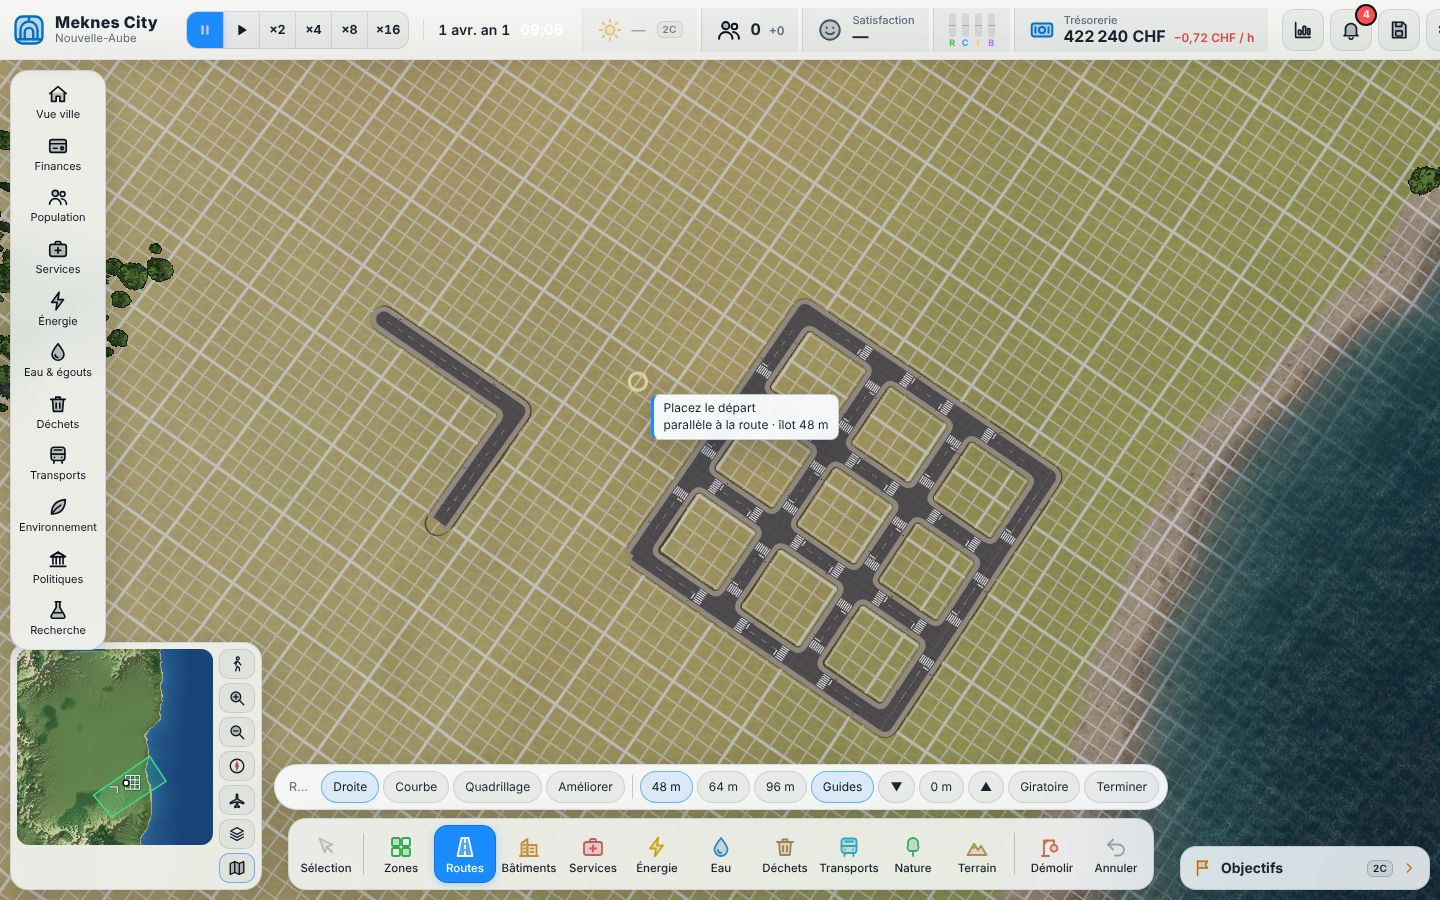 Meknes City
Nouvelle-Aube
×2
×4
×8
×16
1 avr. an 1
09:06
—
2C
0
+0
Satisfaction
—
R C I B
Trésorerie
422 240 CHF
−0,72 CHF / h
4
Vue ville
Finances
Population
Services
Énergie
Eau & égouts
Déchets
Transports
Environnement
Politiques
Recherche
Placez le départ
parallèle à la route · îlot 48 m
R…
Droite
Courbe
Quadrillage
Améliorer
48 m
64 m
96 m
Guides
▼
0 m
▲
Giratoire
Terminer
Sélection
Zones
Routes
Bâtiments
Services
Énergie
Eau
Déchets
Transports
Nature
Terrain
Démolir
Annuler
Objectifs
2C